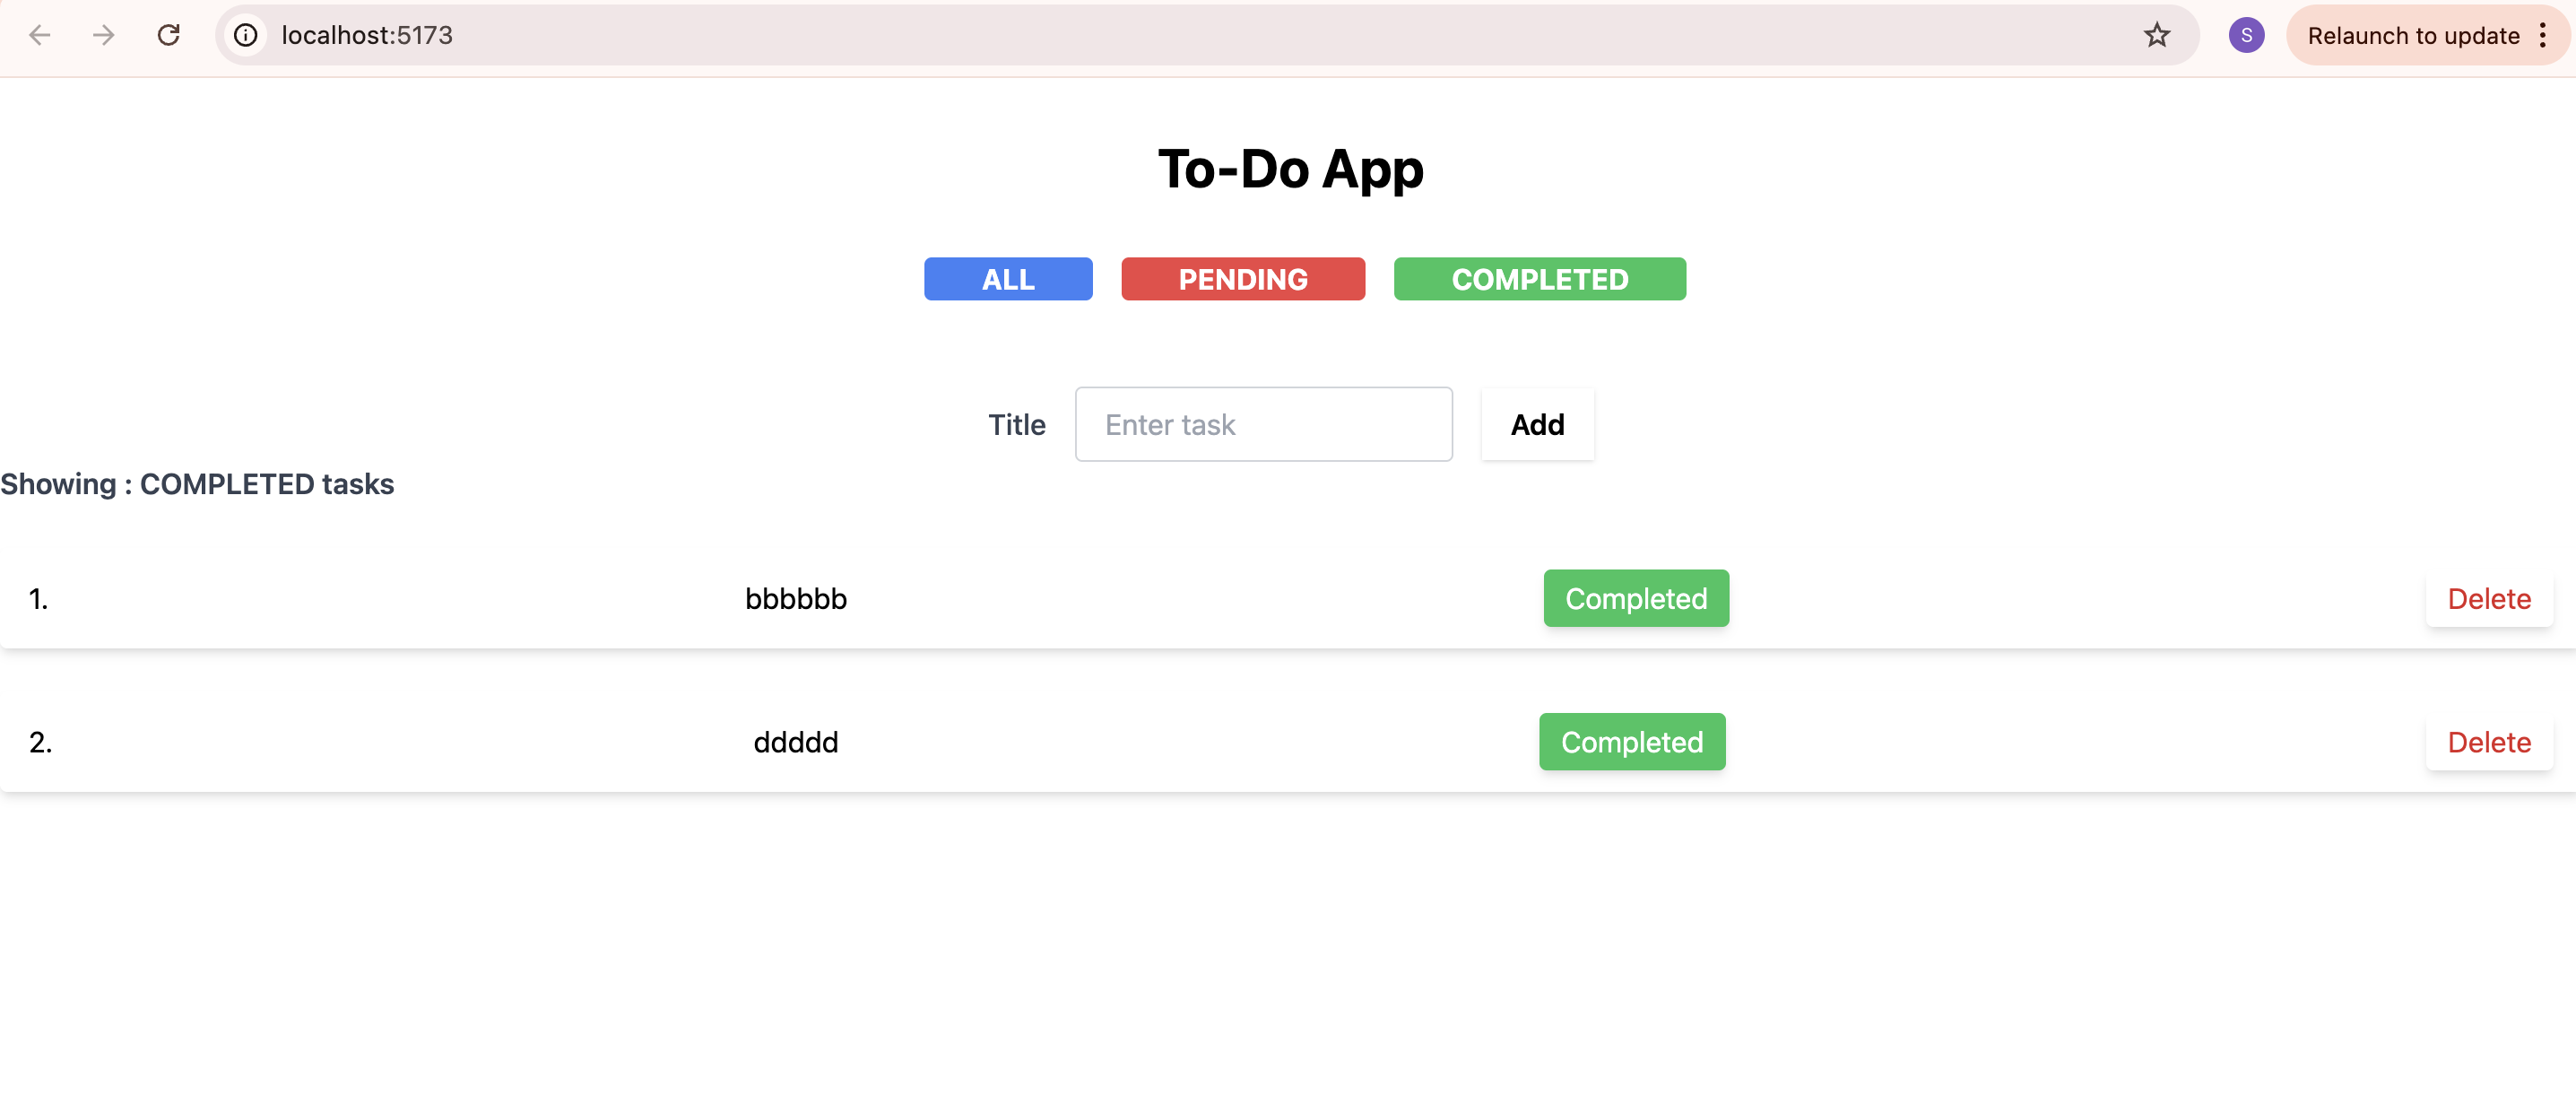 localhost:5173
S
Relaunch to update
To-Do App
ALL PENDING COMPLETED
Title Enter task Add
Showing : COMPLETED tasks
1. bbbbbb Completed Delete
2. ddddd Completed Delete